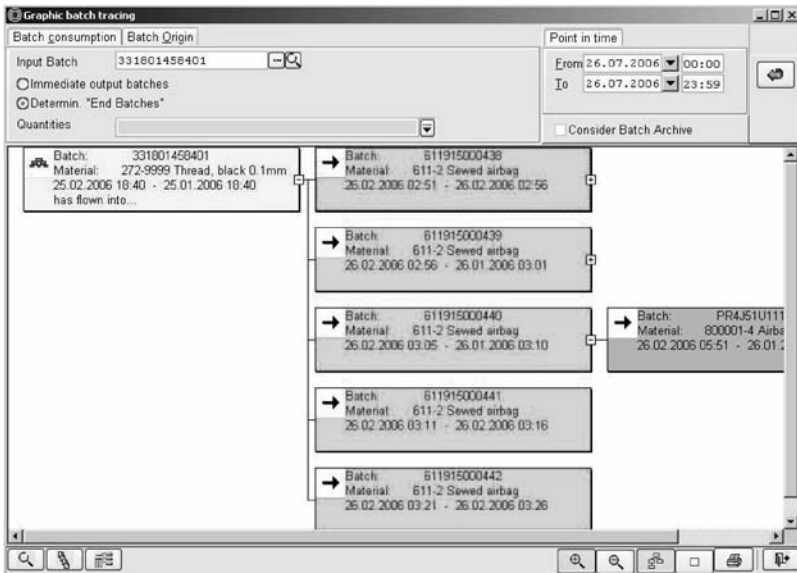 Graphic batch tracing
Batch consumption
Batch Origin
Input Batch 331801458401
Immediate output batches
Determin. "End Batches"
Quantities
Point in time
From 26.07.2006 00:00
To 26.07.2006 23:59
Consider Batch Archive
Batch: 331801458401
Material: 272-9999 Thread, black 0.1mm
25.02.2006 18:40 - 25.01.2006 18:40
has flown into...
Batch: 611915000438
Material: 611-2 Sewed airbag
26.02.2006 02:51 - 26.02.2006 02:56
Batch: 611915000439
Material: 611-2 Sewed airbag
26.02.2006 02:56 - 26.01.2006 03:01
Batch: 611915000440
Material: 611-2 Sewed airbag
26.02.2006 03:05 - 26.01.2006 03:10
Batch: PR4J51U111
Material: 800001-4 Airba
26.02.2006 05:51 - 26.01.2
Batch: 611915000441
Material: 611-2 Sewed airbag
26.02.2006 03:11 - 26.02.2006 03:16
Batch: 611915000442
Material: 611-2 Sewed airbag
26.02.2006 03:21 - 26.02.2006 03:26